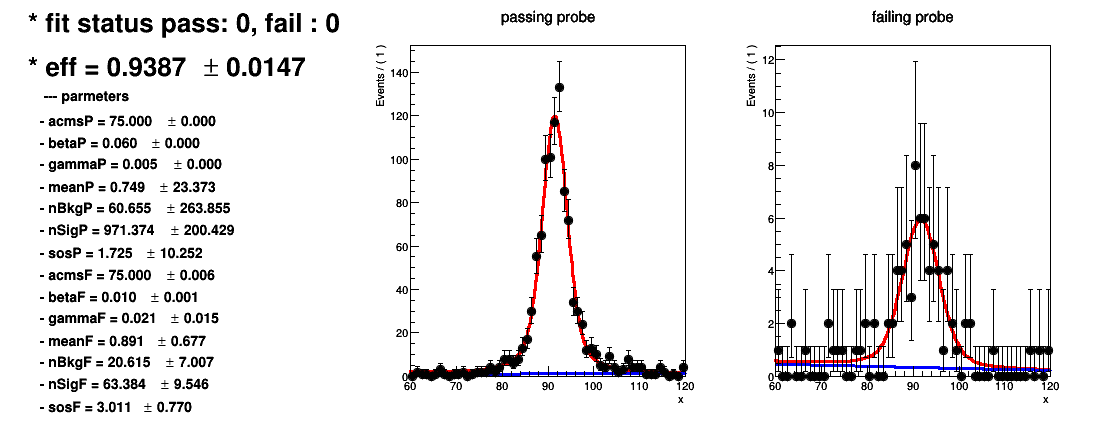 * fit status pass: 0, fail : 0
* eff = 0.9387 ± 0.0147
--- parmeters
- acmsP = 75.000 ± 0.000
- betaP = 0.060 ± 0.000
- gammaP = 0.005 ± 0.000
- meanP = 0.749 ± 23.373
- nBkgP = 60.655 ± 263.855
- nSigP = 971.374 ± 200.429
- sosP = 1.725 ± 10.252
- acmsF = 75.000 ± 0.006
- betaF = 0.010 ± 0.001
- gammaF = 0.021 ± 0.015
- meanF = 0.891 ± 0.677
- nBkgF = 20.615 ± 7.007
- nSigF = 63.384 ± 9.546
- sosF = 3.011 ± 0.770
passing probe
Events / ( 1 )
140
120
100
80
60
40
20
0
60 70 80 90 100 110 120
x
failing probe
Events / ( 1 )
12
10
8
6
4
2
0
60 70 80 90 100 110 120
x